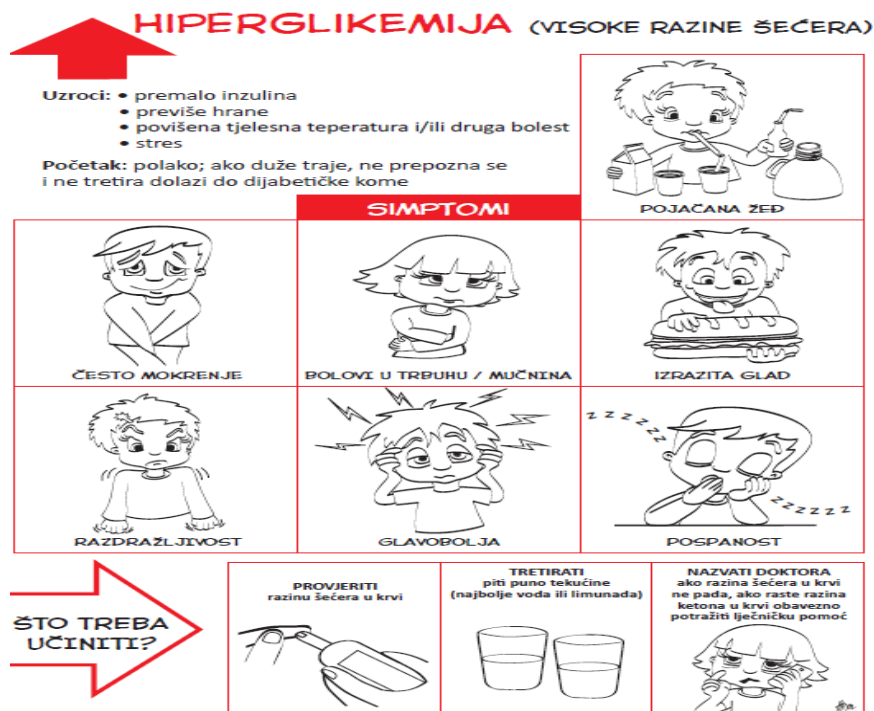 HIPERGLIKEMIJA (VISOKE RAZINE ŠEĆERA)
Uzroci: • premalo inzulina
• previše hrane
• povišena tjelesna teperatura i/ili druga bolest
• stres
Početak: polako; ako duže traje, ne prepozna se
i ne tretira dolazi do dijabetičke kome
SIMPTOMI
POJAČANA ŽEĐ
ČESTO MOKRENJE
BOLOVI U TRBUHU / MUČNINA
IZRAZITA GLAD
RAZDRAŽLJIVOST
GLAVOBOLJA
z z z z z z
z z z z z z
POSPANOST
ŠTO TREBA
UČINITI?
PROVJERITI
razinu šećera u krvi
TRETIRATI
piti puno tekućine
(najbolje voda ili limunada)
NAZVATI DOKTORA
ako razina šećera u krvi
ne pada, ako raste razina
ketona u krvi obavezno
potražiti lječničku pomoć